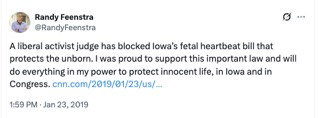 Randy Feenstra
@RandyFeenstra
A liberal activist judge has blocked Iowa's fetal heartbeat bill that
protects the unborn. I was proud to support this important law and will
do everything in my power to protect innocent life, in Iowa and in
Congress. cnn.com/2019/01/23/us/...
1:59 PM · Jan 23, 2019